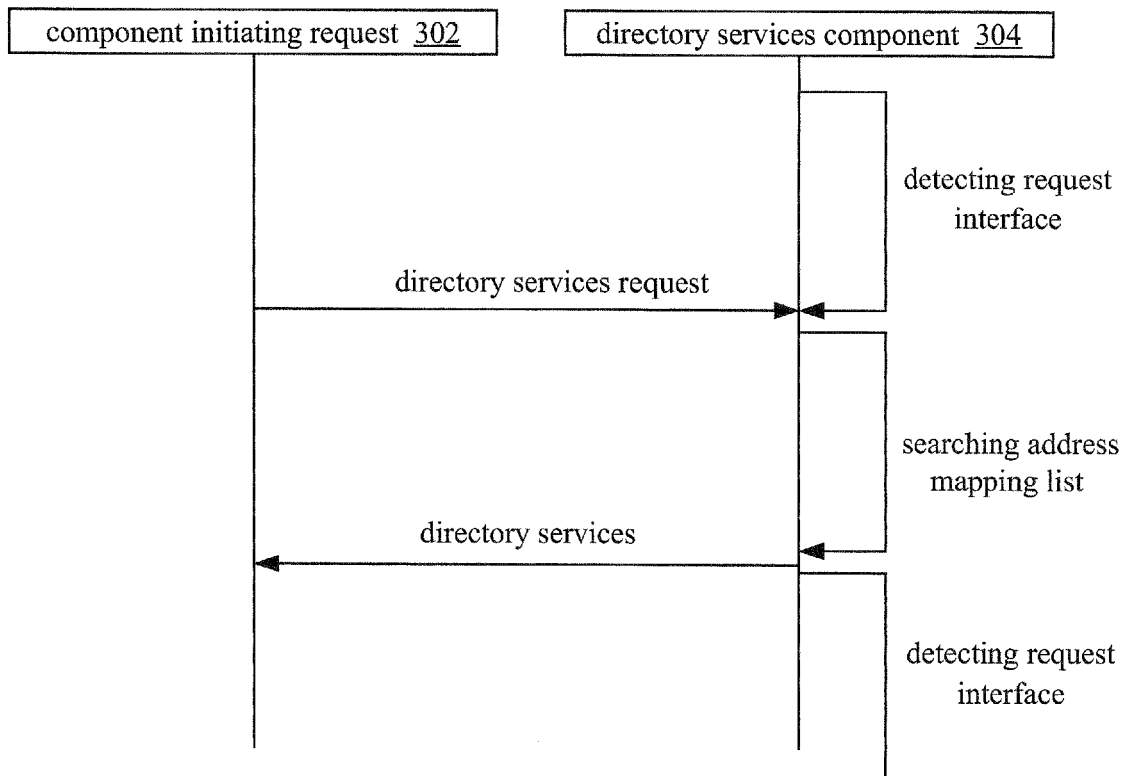 component initiating request 302
directory services component 304
detecting request
interface
directory services request
searching address
mapping list
directory services
detecting request
interface